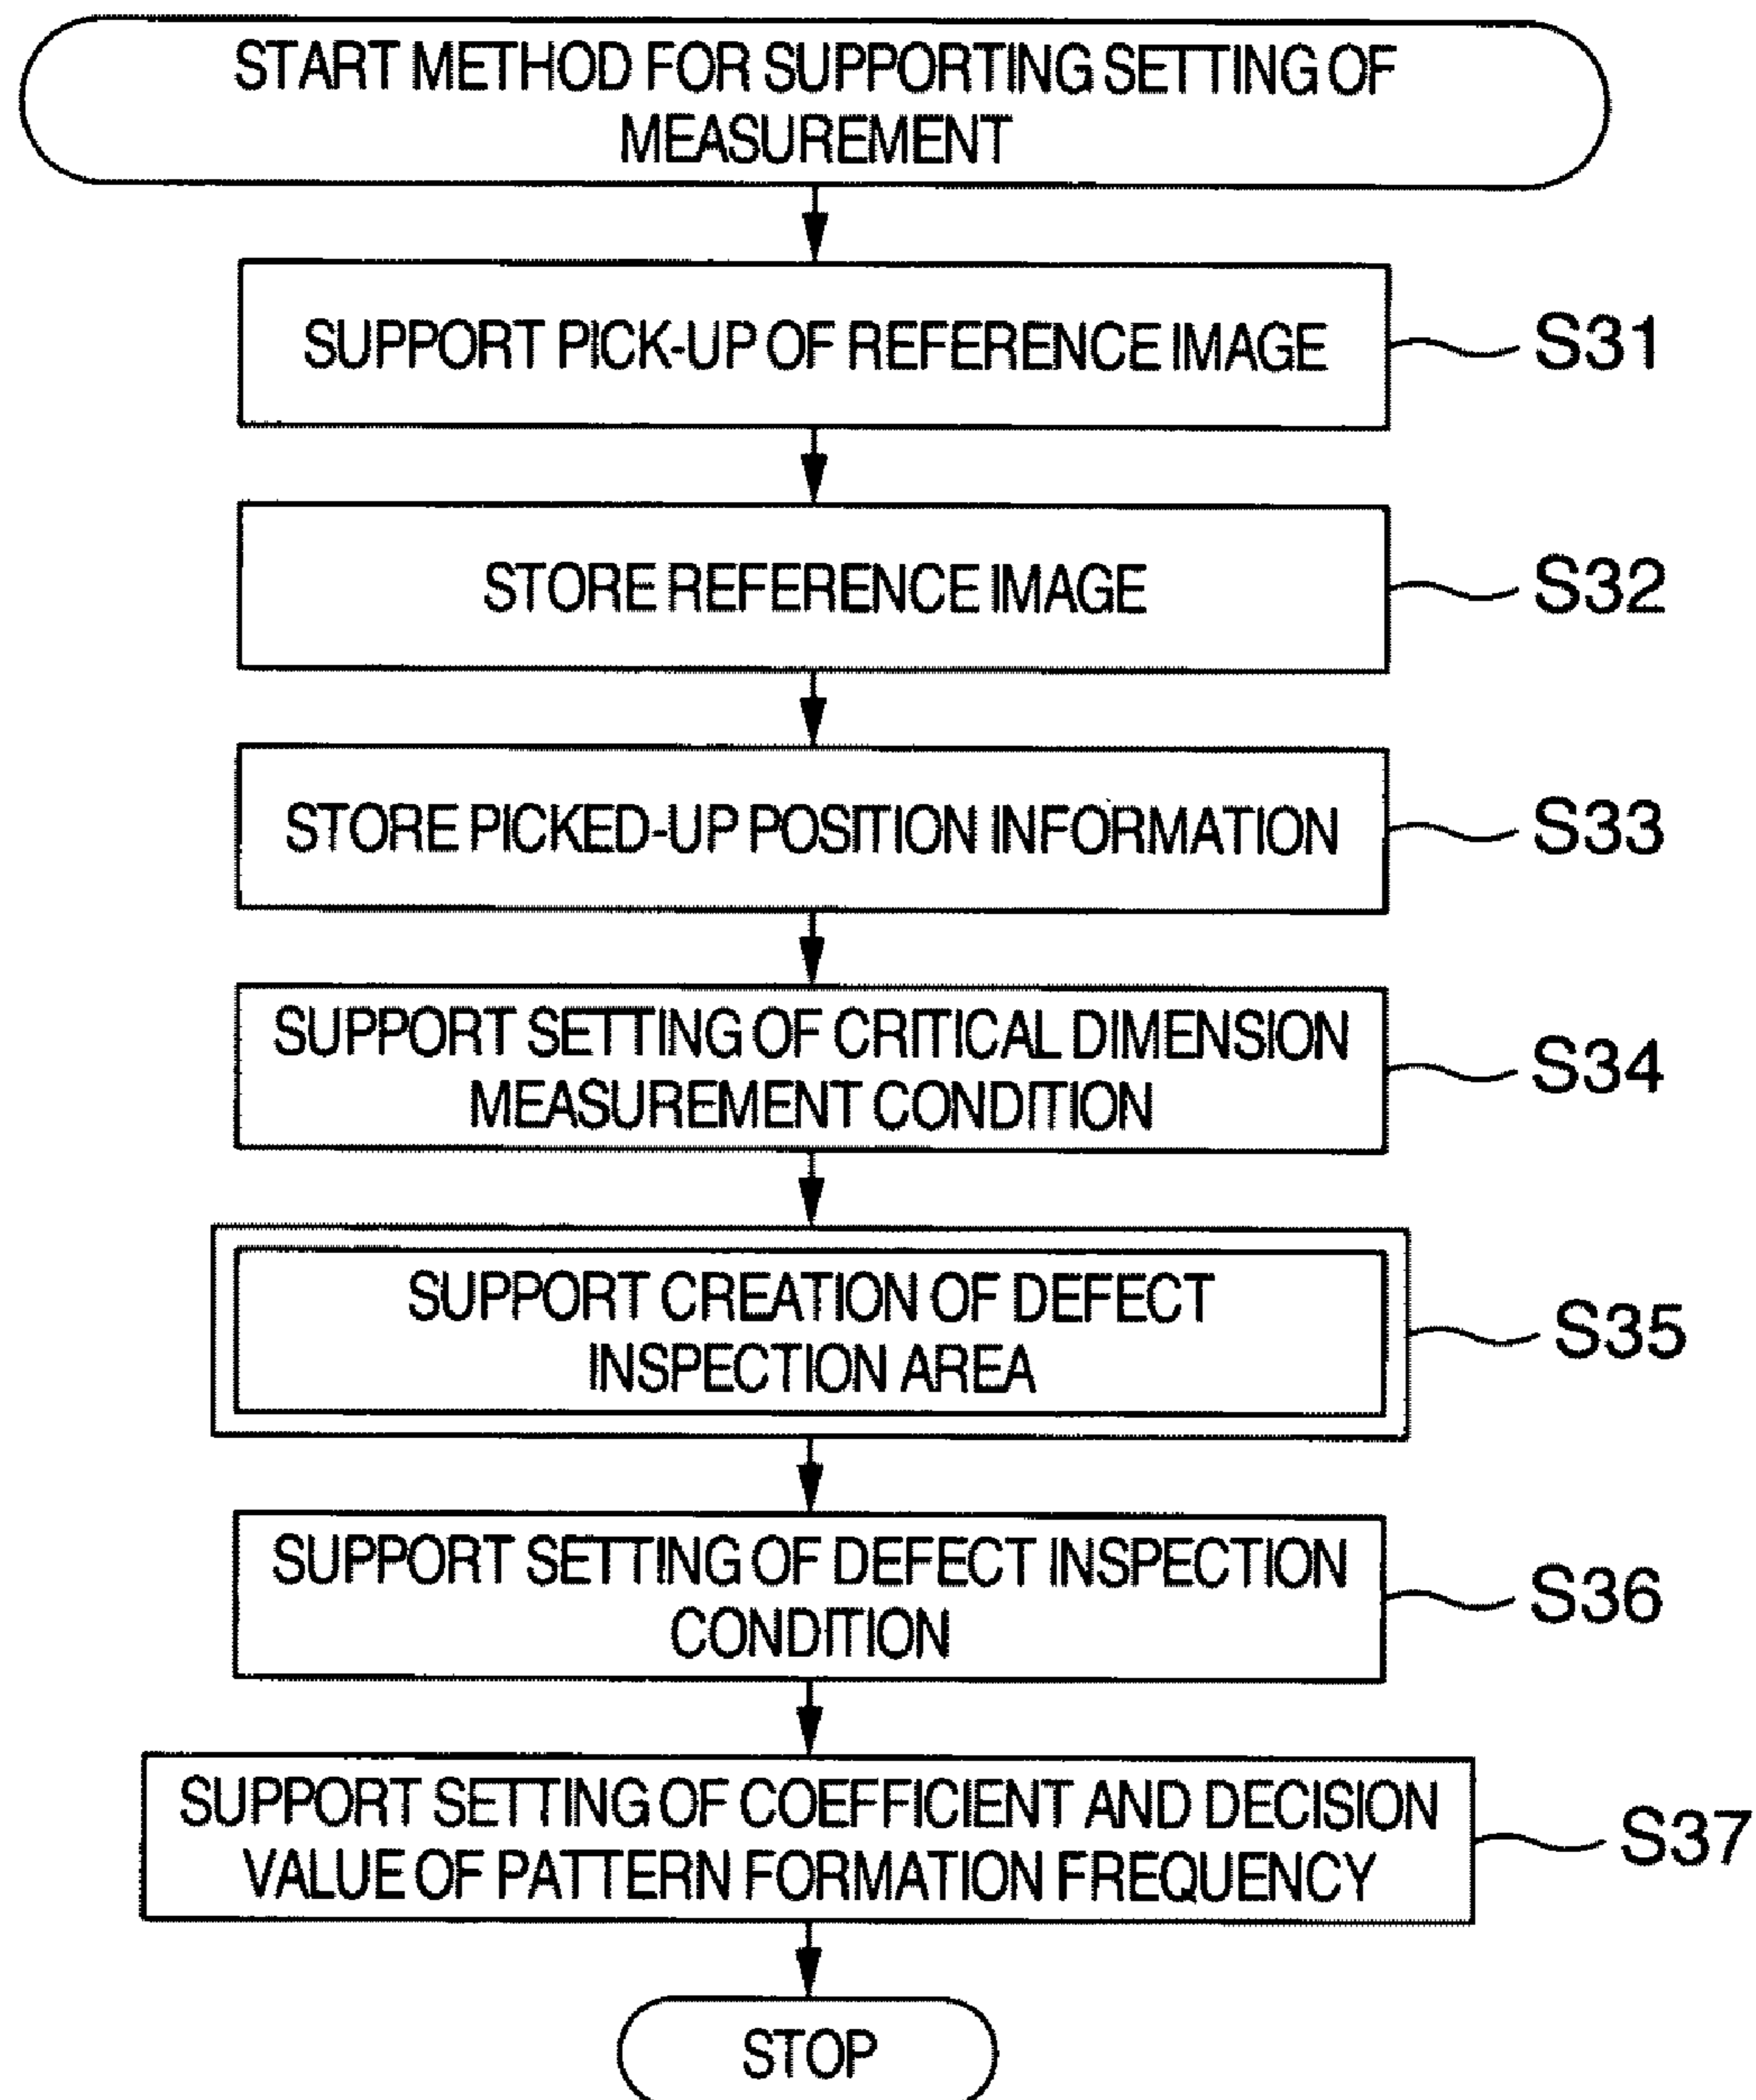 START METHOD FOR SUPPORTING SETTING OF
MEASUREMENT
SUPPORT PICK-UP OF REFERENCE IMAGE
S31
STORE REFERENCE IMAGE
S32
STORE PICKED-UP POSITION INFORMATION
S33
SUPPORT SETTING OF CRITICAL DIMENSION
MEASUREMENT CONDITION
S34
SUPPORT CREATION OF DEFECT
INSPECTION AREA
S35
SUPPORT SETTING OF DEFECT INSPECTION
CONDITION
S36
SUPPORT SETTING OF COEFFICIENT AND DECISION
VALUE OF PATTERN FORMATION FREQUENCY
S37
STOP